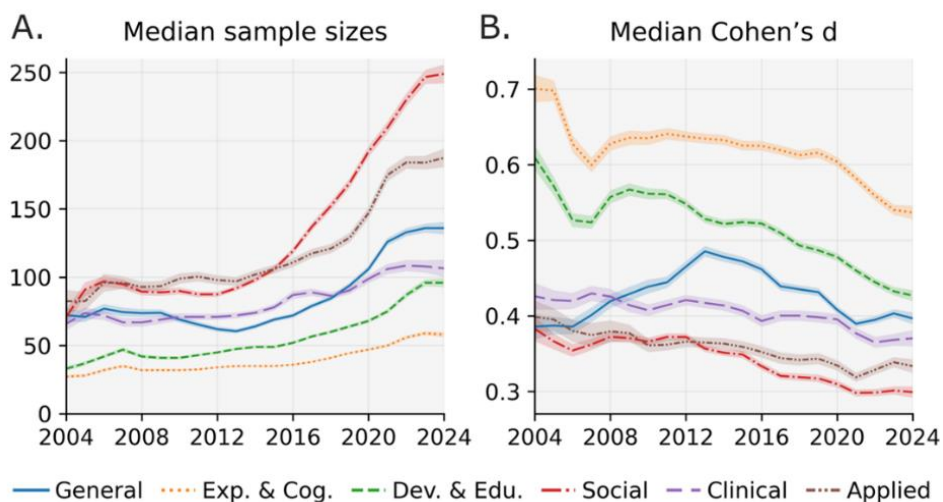 A. Median sample sizes
B. Median Cohen’s d
250
200
150
100
50
0
2004 2008 2012 2016 2020 2024
0.7
0.6
0.5
0.4
0.3
2004 2008 2012 2016 2020 2024
General Exp. & Cog. Dev. & Edu. Social Clinical Applied